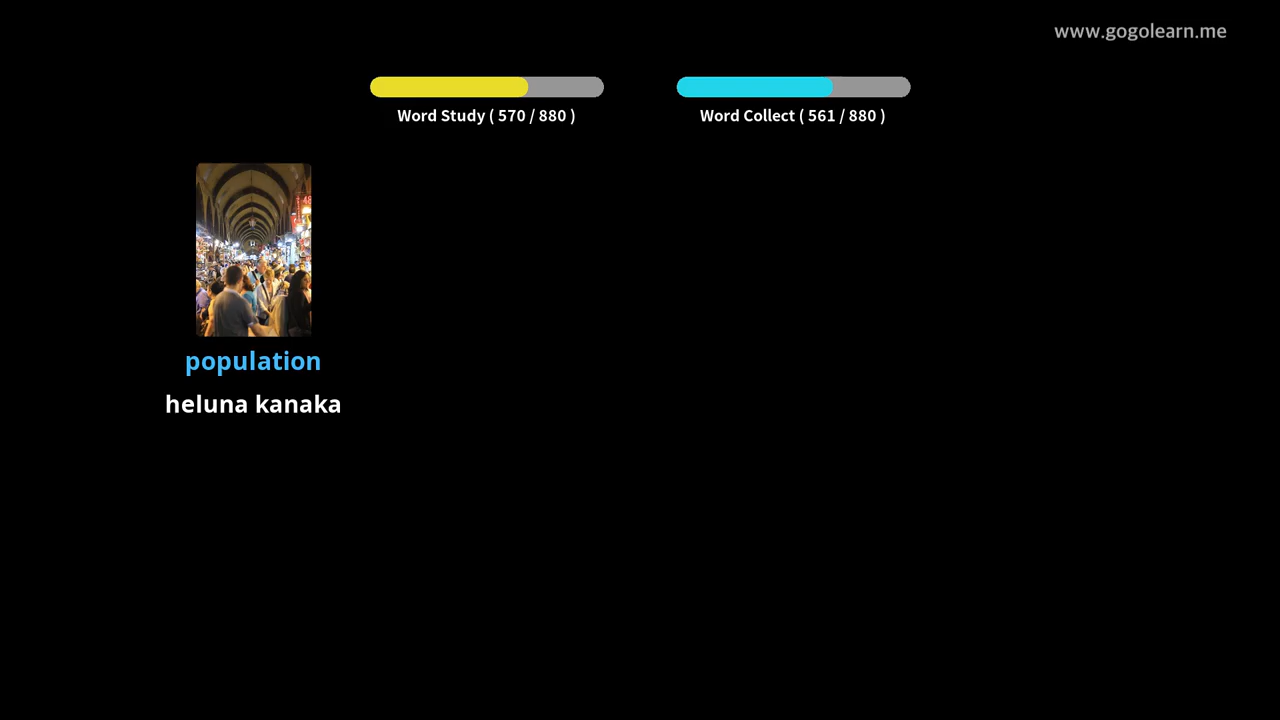 www.gogolearn.me
Word Study ( 570 / 880 )
Word Collect ( 561 / 880 )
population
heluna kanaka